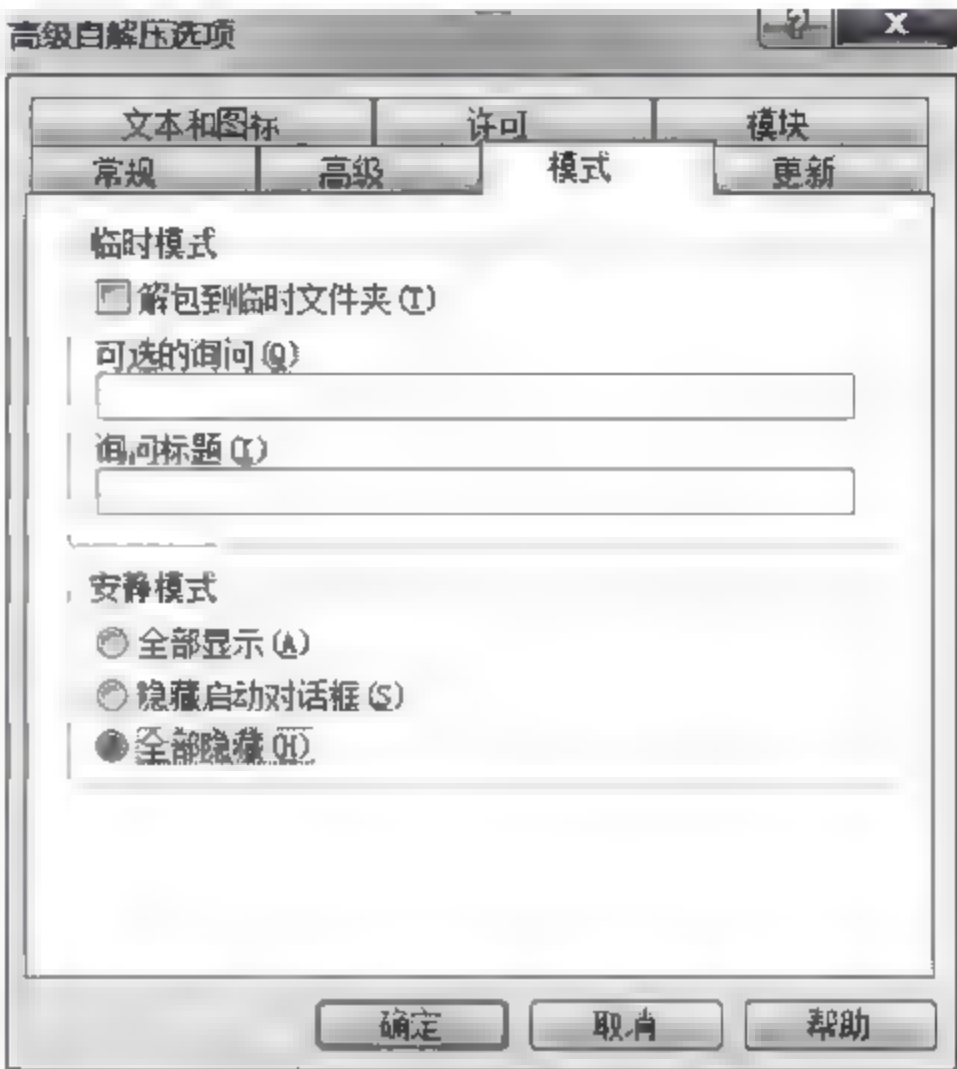 高级自解压选项
文本和图标 许可 模块
常规 高级 模式 更新
临时模式
解包到临时文件夹(T)
可选的询问(Q)
询问标题(I)
安静模式
全部显示(A)
隐藏启动对话框(S)
全部隐藏(H)
确定 取消 帮助